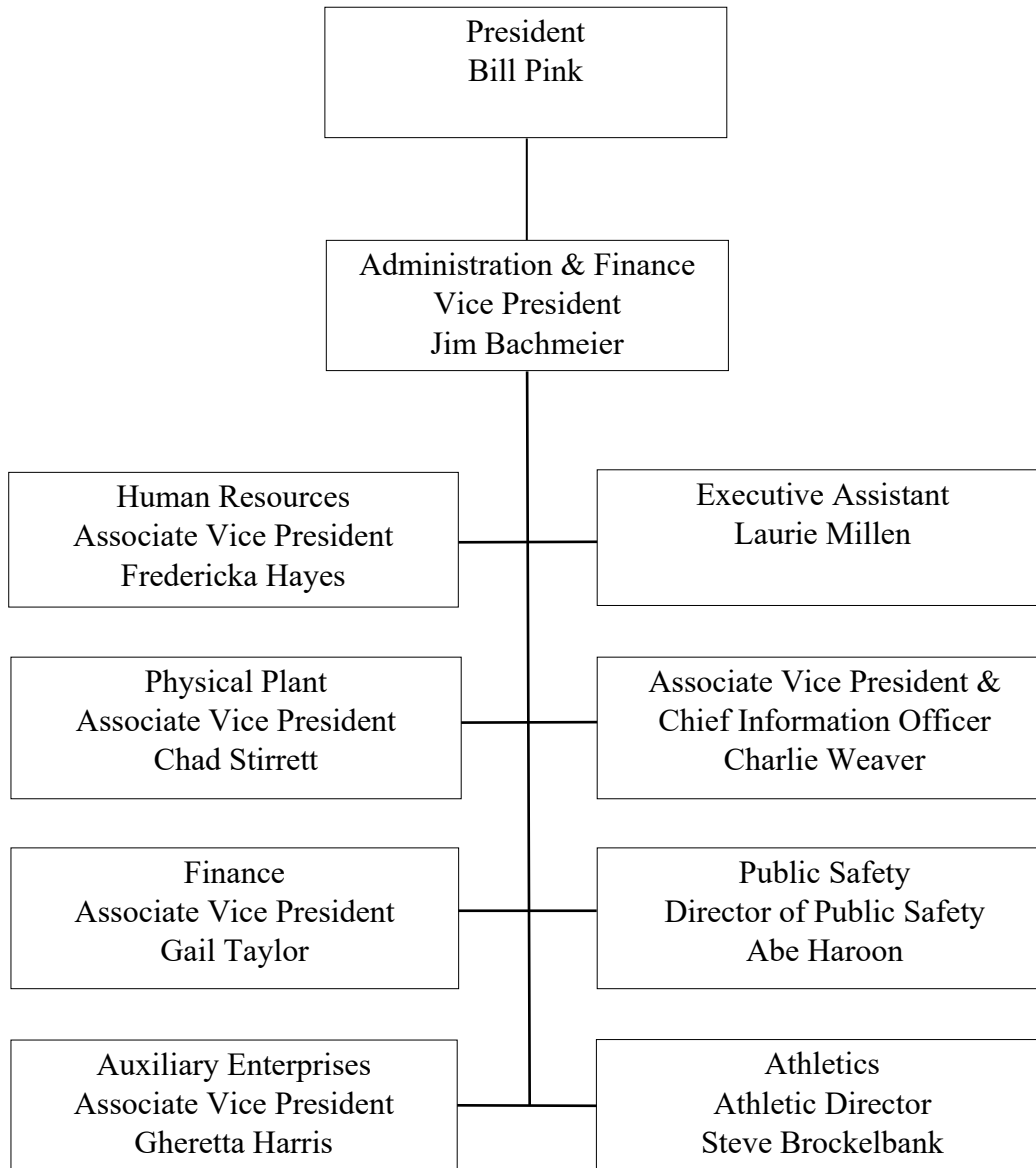 President
Bill Pink
Administration & Finance
Vice President
Jim Bachmeier
Human Resources
Associate Vice President
Fredericka Hayes
Executive Assistant
Laurie Millen
Physical Plant
Associate Vice President
Chad Stirrett
Associate Vice President &
Chief Information Officer
Charlie Weaver
Finance
Associate Vice President
Gail Taylor
Public Safety
Director of Public Safety
Abe Haroon
Auxiliary Enterprises
Associate Vice President
Gheretta Harris
Athletics
Athletic Director
Steve Brockelbank